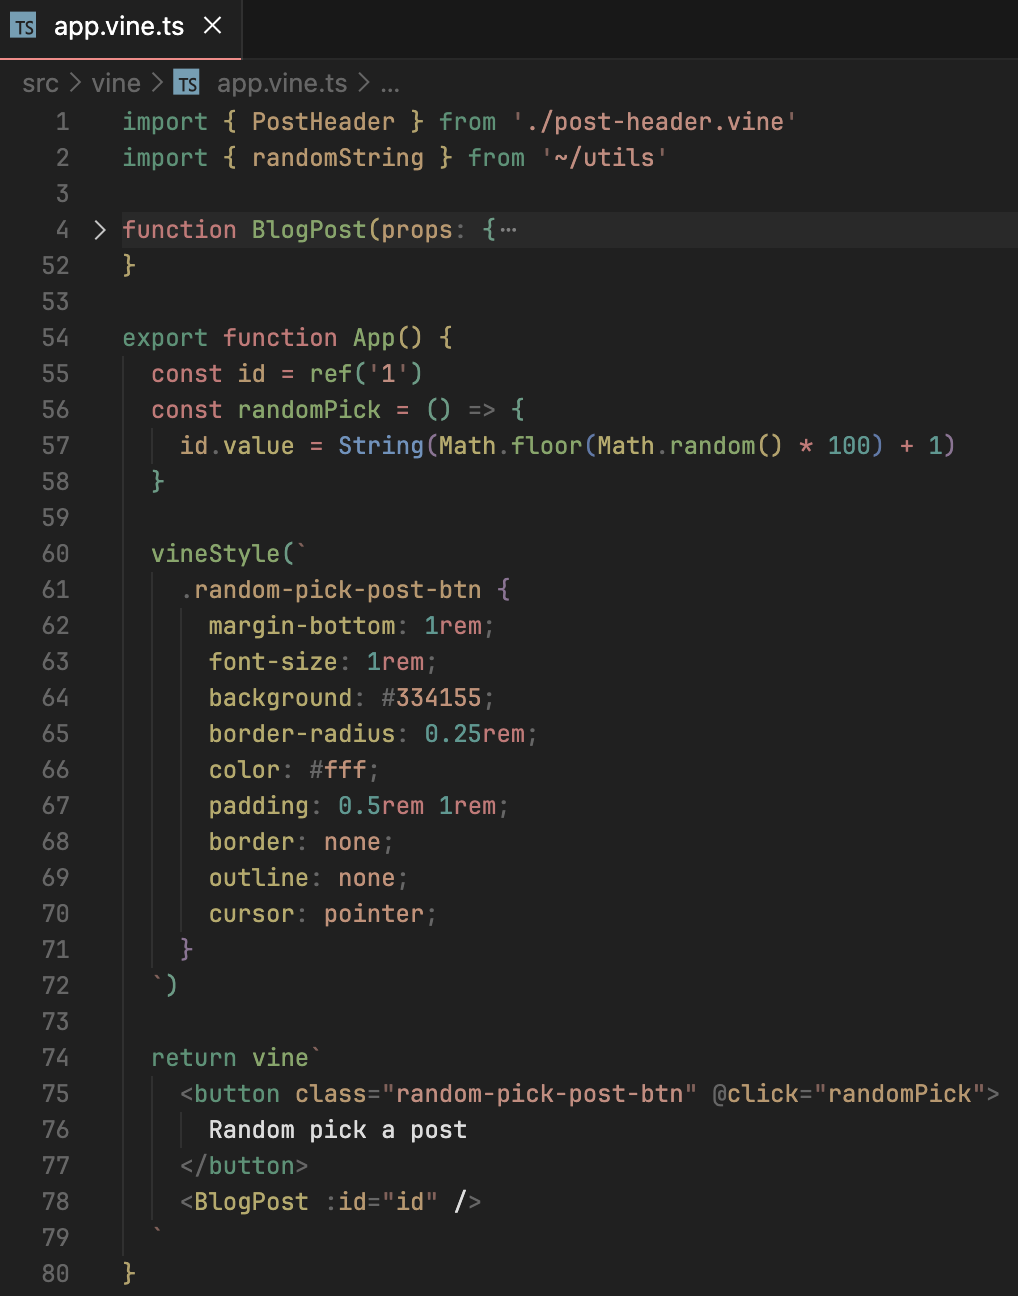 TS app.vine.ts ×
src > vine > TS app.vine.ts > ...
1 import { PostHeader } from './post-header.vine'
2 import { randomString } from '~/utils'
3
4 > function BlogPost(props: {···
52 }
53
54 export function App() {
55   const id = ref('1')
56   const randomPick = () => {
57     id.value = String(Math.floor(Math.random() * 100) + 1)
58   }
59
60   vineStyle(`
61     .random-pick-post-btn {
62       margin-bottom: 1rem;
63       font-size: 1rem;
64       background: #334155;
65       border-radius: 0.25rem;
66       color: #fff;
67       padding: 0.5rem 1rem;
68       border: none;
69       outline: none;
70       cursor: pointer;
71     }
72   `)
73
74   return vine`
75     <button class="random-pick-post-btn" @click="randomPick">
76       Random pick a post
77     </button>
78     <BlogPost :id="id" />
79   `
80 }